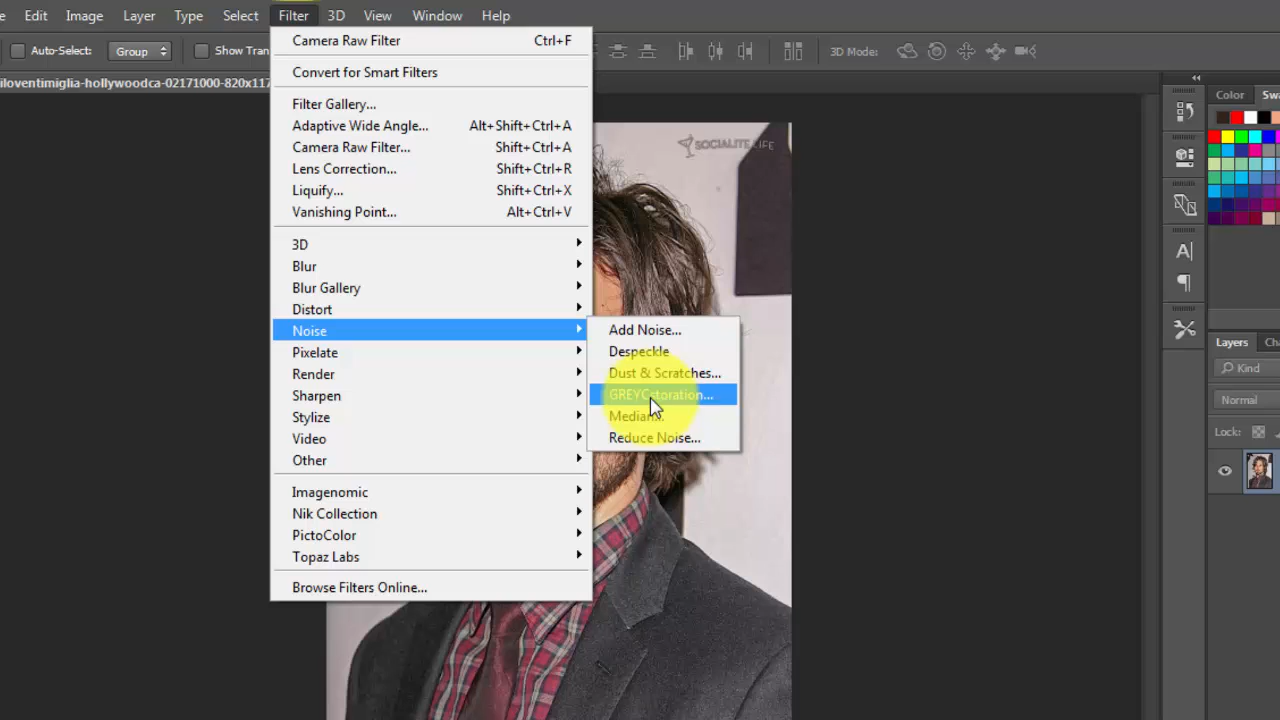 Edit Image Layer Type Select Filter 3D View Window Help
Auto-Select: Group Show Tran 3D Mode:
iloventimiglia-hollywoodca-02171000-820x117
Camera Raw Filter Ctrl+F
Convert for Smart Filters
Filter Gallery...
Adaptive Wide Angle... Alt+Shift+Ctrl+A
Camera Raw Filter... Shift+Ctrl+A
Lens Correction... Shift+Ctrl+R
Liquify... Shift+Ctrl+X
Vanishing Point... Alt+Ctrl+V
3D
Blur
Blur Gallery
Distort
Noise
Pixelate
Render
Sharpen
Stylize
Video
Other
Imagenomic
Nik Collection
PictoColor
Topaz Labs
Browse Filters Online...
Add Noise...
Despeckle
Dust & Scratches...
GREYCstoration...
Median...
Reduce Noise...
SOCIALITE LIFE
Color Swa
Layers Cha
Kind
Normal
Lock: